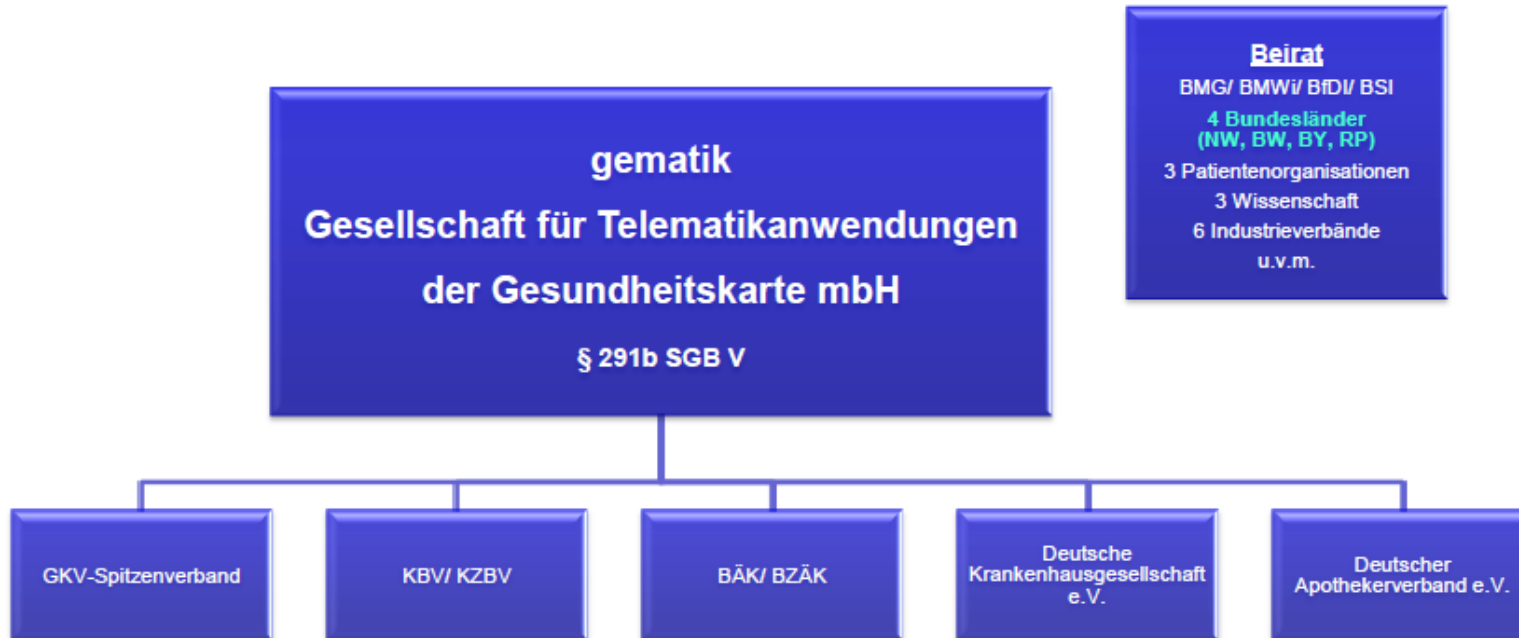 Beirat
BMG/ BMWi/ BfDI/ BSI
4 Bundesländer
(NW, BW, BY, RP)
3 Patientenorganisationen
3 Wissenschaft
6 Industrieverbände
u.v.m.
gematik
Gesellschaft für Telematikanwendungen
der Gesundheitskarte mbH
§ 291b SGB V
GKV-Spitzenverband
KBV/ KZBV
BÄK/ BZÄK
Deutsche
Krankenhausgesellschaft
e.V.
Deutscher
Apothekerverband e.V.